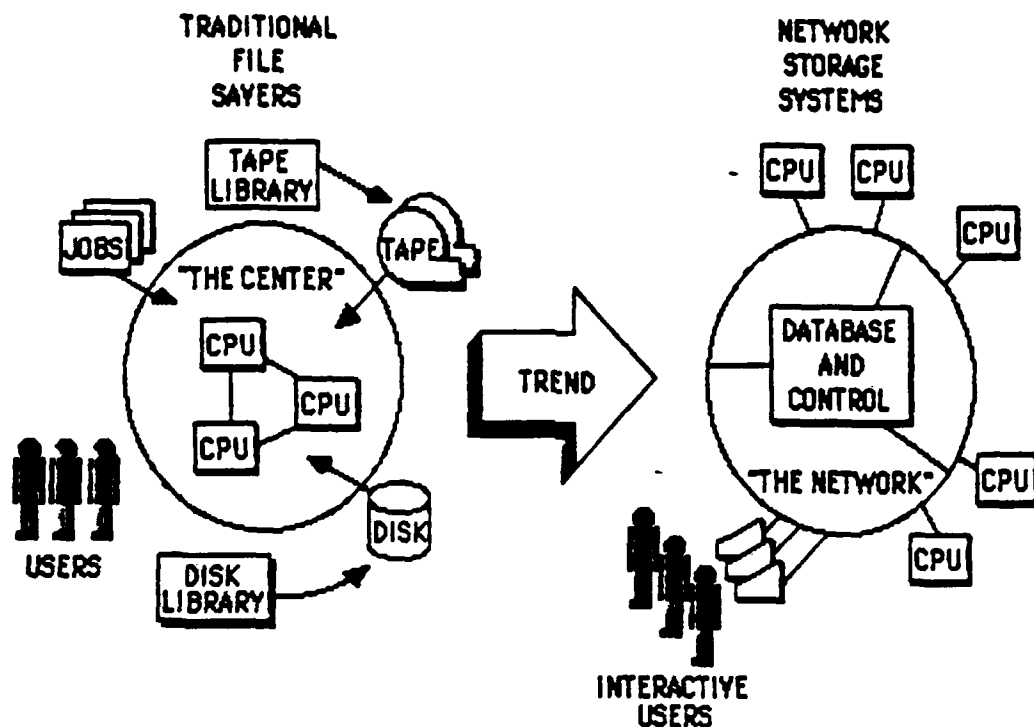 TRADITIONAL
FILE
SAVERS
TAPE
LIBRARY
JOBS
TAPE
"THE CENTER"
CPU
CPU
CPU
USERS
DISK
DISK
LIBRARY
TREND
NETWORK
STORAGE
SYSTEMS
CPU
CPU
CPU
DATABASE
AND
CONTROL
"THE NETWORK"
CPU
CPU
INTERACTIVE
USERS